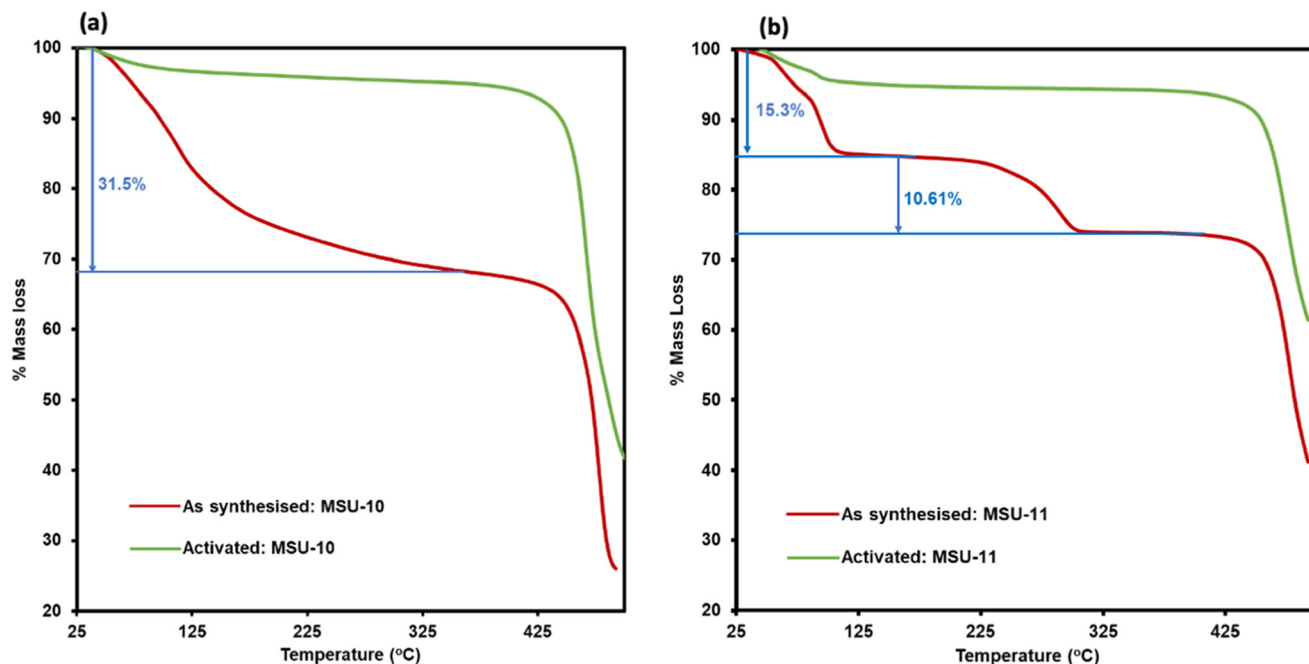 (a)
100
90
80
70
60
50
40
30
20
% Mass loss
31.5%
As synthesised: MSU-10
Activated: MSU-10
25 125 225 325 425
Temperature (°C)
(b)
100
90
80
70
60
50
40
30
20
% Mass Loss
15.3%
10.61%
As synthesised: MSU-11
Activated: MSU-11
25 125 225 325 425
Temperature (°C)